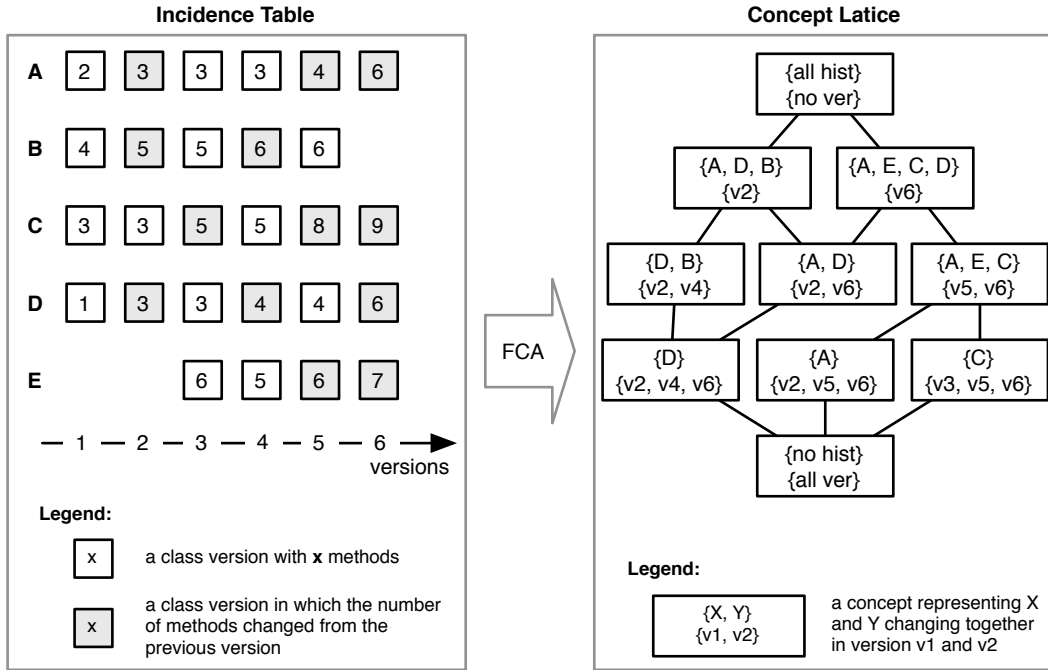 Incidence Table
A 2 3 3 3 4 6
B 4 5 5 6 6
C 3 3 5 5 8 9
D 1 3 3 4 4 6
E 6 5 6 7
1 2 3 4 5 6
versions
Legend:
x a class version with x methods
x a class version in which the number
of methods changed from the
previous version
FCA
Concept Latice
{all hist}
{no ver}
{A, D, B}
{v2}
{A, E, C, D}
{v6}
{D, B}
{v2, v4}
{A, D}
{v2, v6}
{A, E, C}
{v5, v6}
{D}
{v2, v4, v6}
{A}
{v2, v5, v6}
{C}
{v3, v5, v6}
{no hist}
{all ver}
Legend:
{X, Y}
{v1, v2}
a concept representing X
and Y changing together
in version v1 and v2